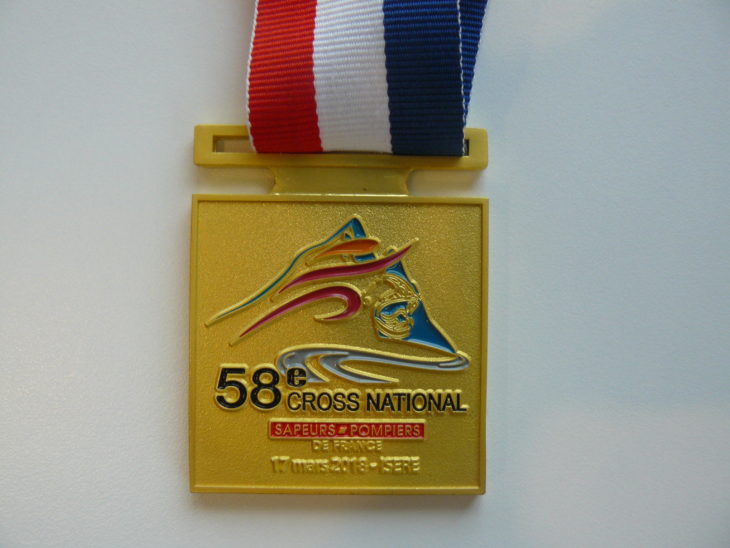 58e CROSS NATIONAL
SAPEURS-POMPIERS
DE FRANCE
17 mars 2018 - ISERE